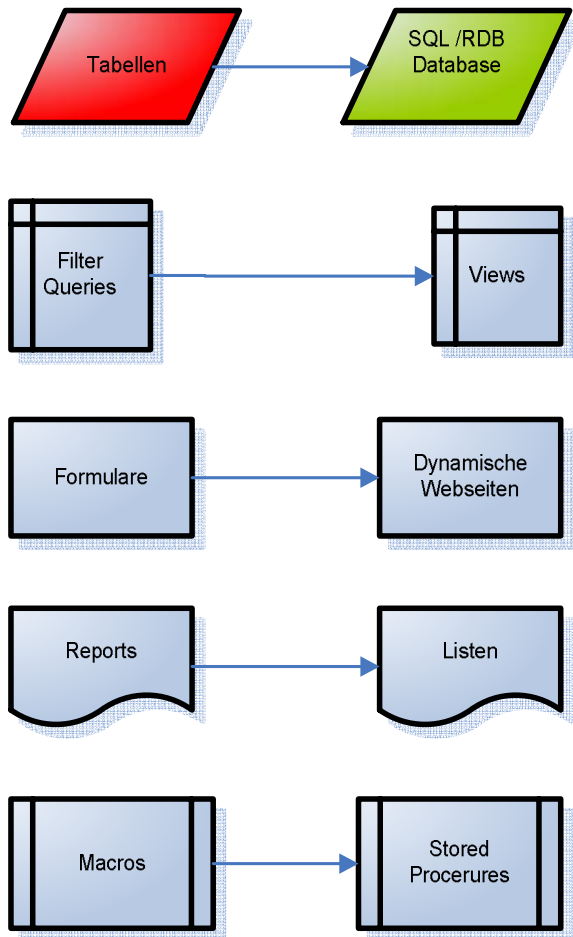 Tabellen
SQL /RDB
Database
Filter
Queries
Views
Formulare
Dynamische
Webseiten
Reports
Listen
Macros
Stored
Procerures